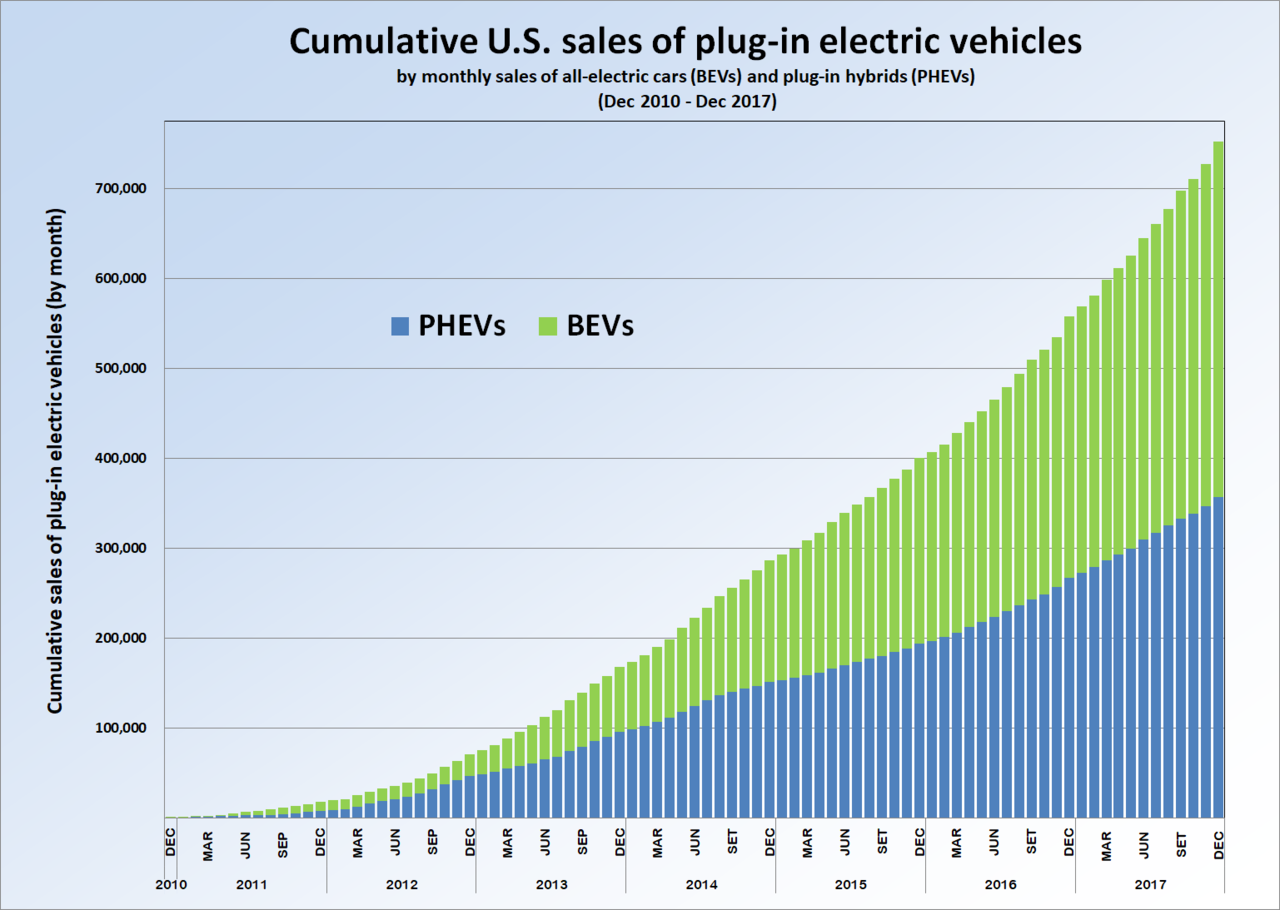 Cumulative U.S. sales of plug-in electric vehicles
by monthly sales of all-electric cars (BEVs) and plug-in hybrids (PHEVs)
(Dec 2010 - Dec 2017)
Cumulative sales of plug-in electric vehicles (by month)
700,000
600,000
500,000
400,000
300,000
200,000
100,000
PHEVs BEVs
DEC MAR JUN SEP DEC MAR JUN SEP DEC MAR JUN SEP DEC MAR JUN SET DEC MAR JUN SET DEC MAR JUN SET DEC MAR JUN SET DEC
2010 2011 2012 2013 2014 2015 2016 2017